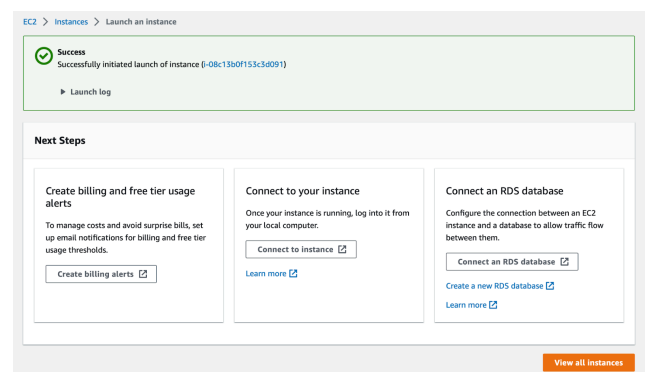 EC2 > Instances > Launch an instance
Success
Successfully initiated launch of instance (i-08c13b0f153c3d091)
Launch log
Next Steps
Create billing and free tier usage
alerts
To manage costs and avoid surprise bills, set
up email notifications for billing and free tier
usage thresholds.
Create billing alerts
Connect to your instance
Once your instance is running, log into it from
your local computer.
Connect to instance
Learn more
Connect an RDS database
Configure the connection between an EC2
instance and a database to allow traffic flow
between them.
Connect an RDS database
Create a new RDS database
Learn more
View all instances